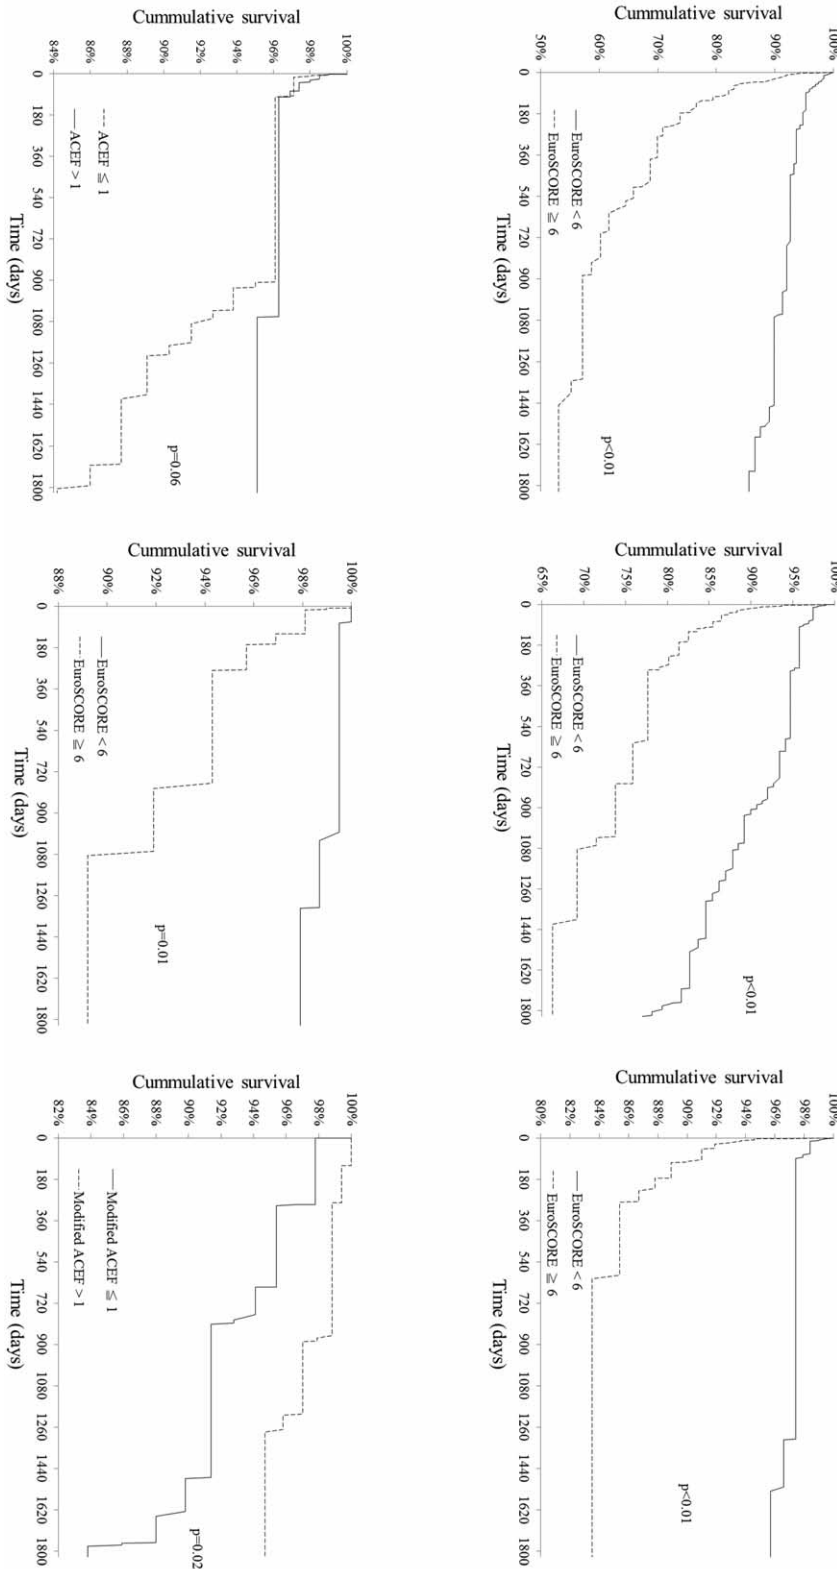 Cummulative survival
100%
90%
80%
70%
60%
50%
EuroSCORE < 6
EuroSCORE ≧ 6
p<0.01
0 180 360 540 720 900 1080 1260 1440 1620 1800
Time (days)
Cummulative survival
100%
95%
90%
85%
80%
75%
70%
65%
EuroSCORE < 6
EuroSCORE ≧ 6
p<0.01
0 180 360 540 720 900 1080 1260 1440 1620 1800
Time (days)
Cummulative survival
100%
98%
96%
94%
92%
90%
88%
86%
84%
82%
80%
EuroSCORE < 6
EuroSCORE ≧ 6
p<0.01
0 180 360 540 720 900 1080 1260 1440 1620 1800
Time (days)
Cummulative survival
100%
98%
96%
94%
92%
90%
88%
86%
84%
ACEF ≦ 1
ACEF > 1
p=0.06
0 180 360 540 720 900 1080 1260 1440 1620 1800
Time (days)
Cummulative survival
100%
98%
96%
94%
92%
90%
88%
EuroSCORE < 6
EuroSCORE ≧ 6
p=0.01
0 180 360 540 720 900 1080 1260 1440 1620 1800
Time (days)
Cummulative survival
100%
98%
96%
94%
92%
90%
88%
86%
84%
82%
Modified ACEF ≦ 1
Modified ACEF > 1
p=0.02
0 180 360 540 720 900 1080 1260 1440 1620 1800
Time (days)